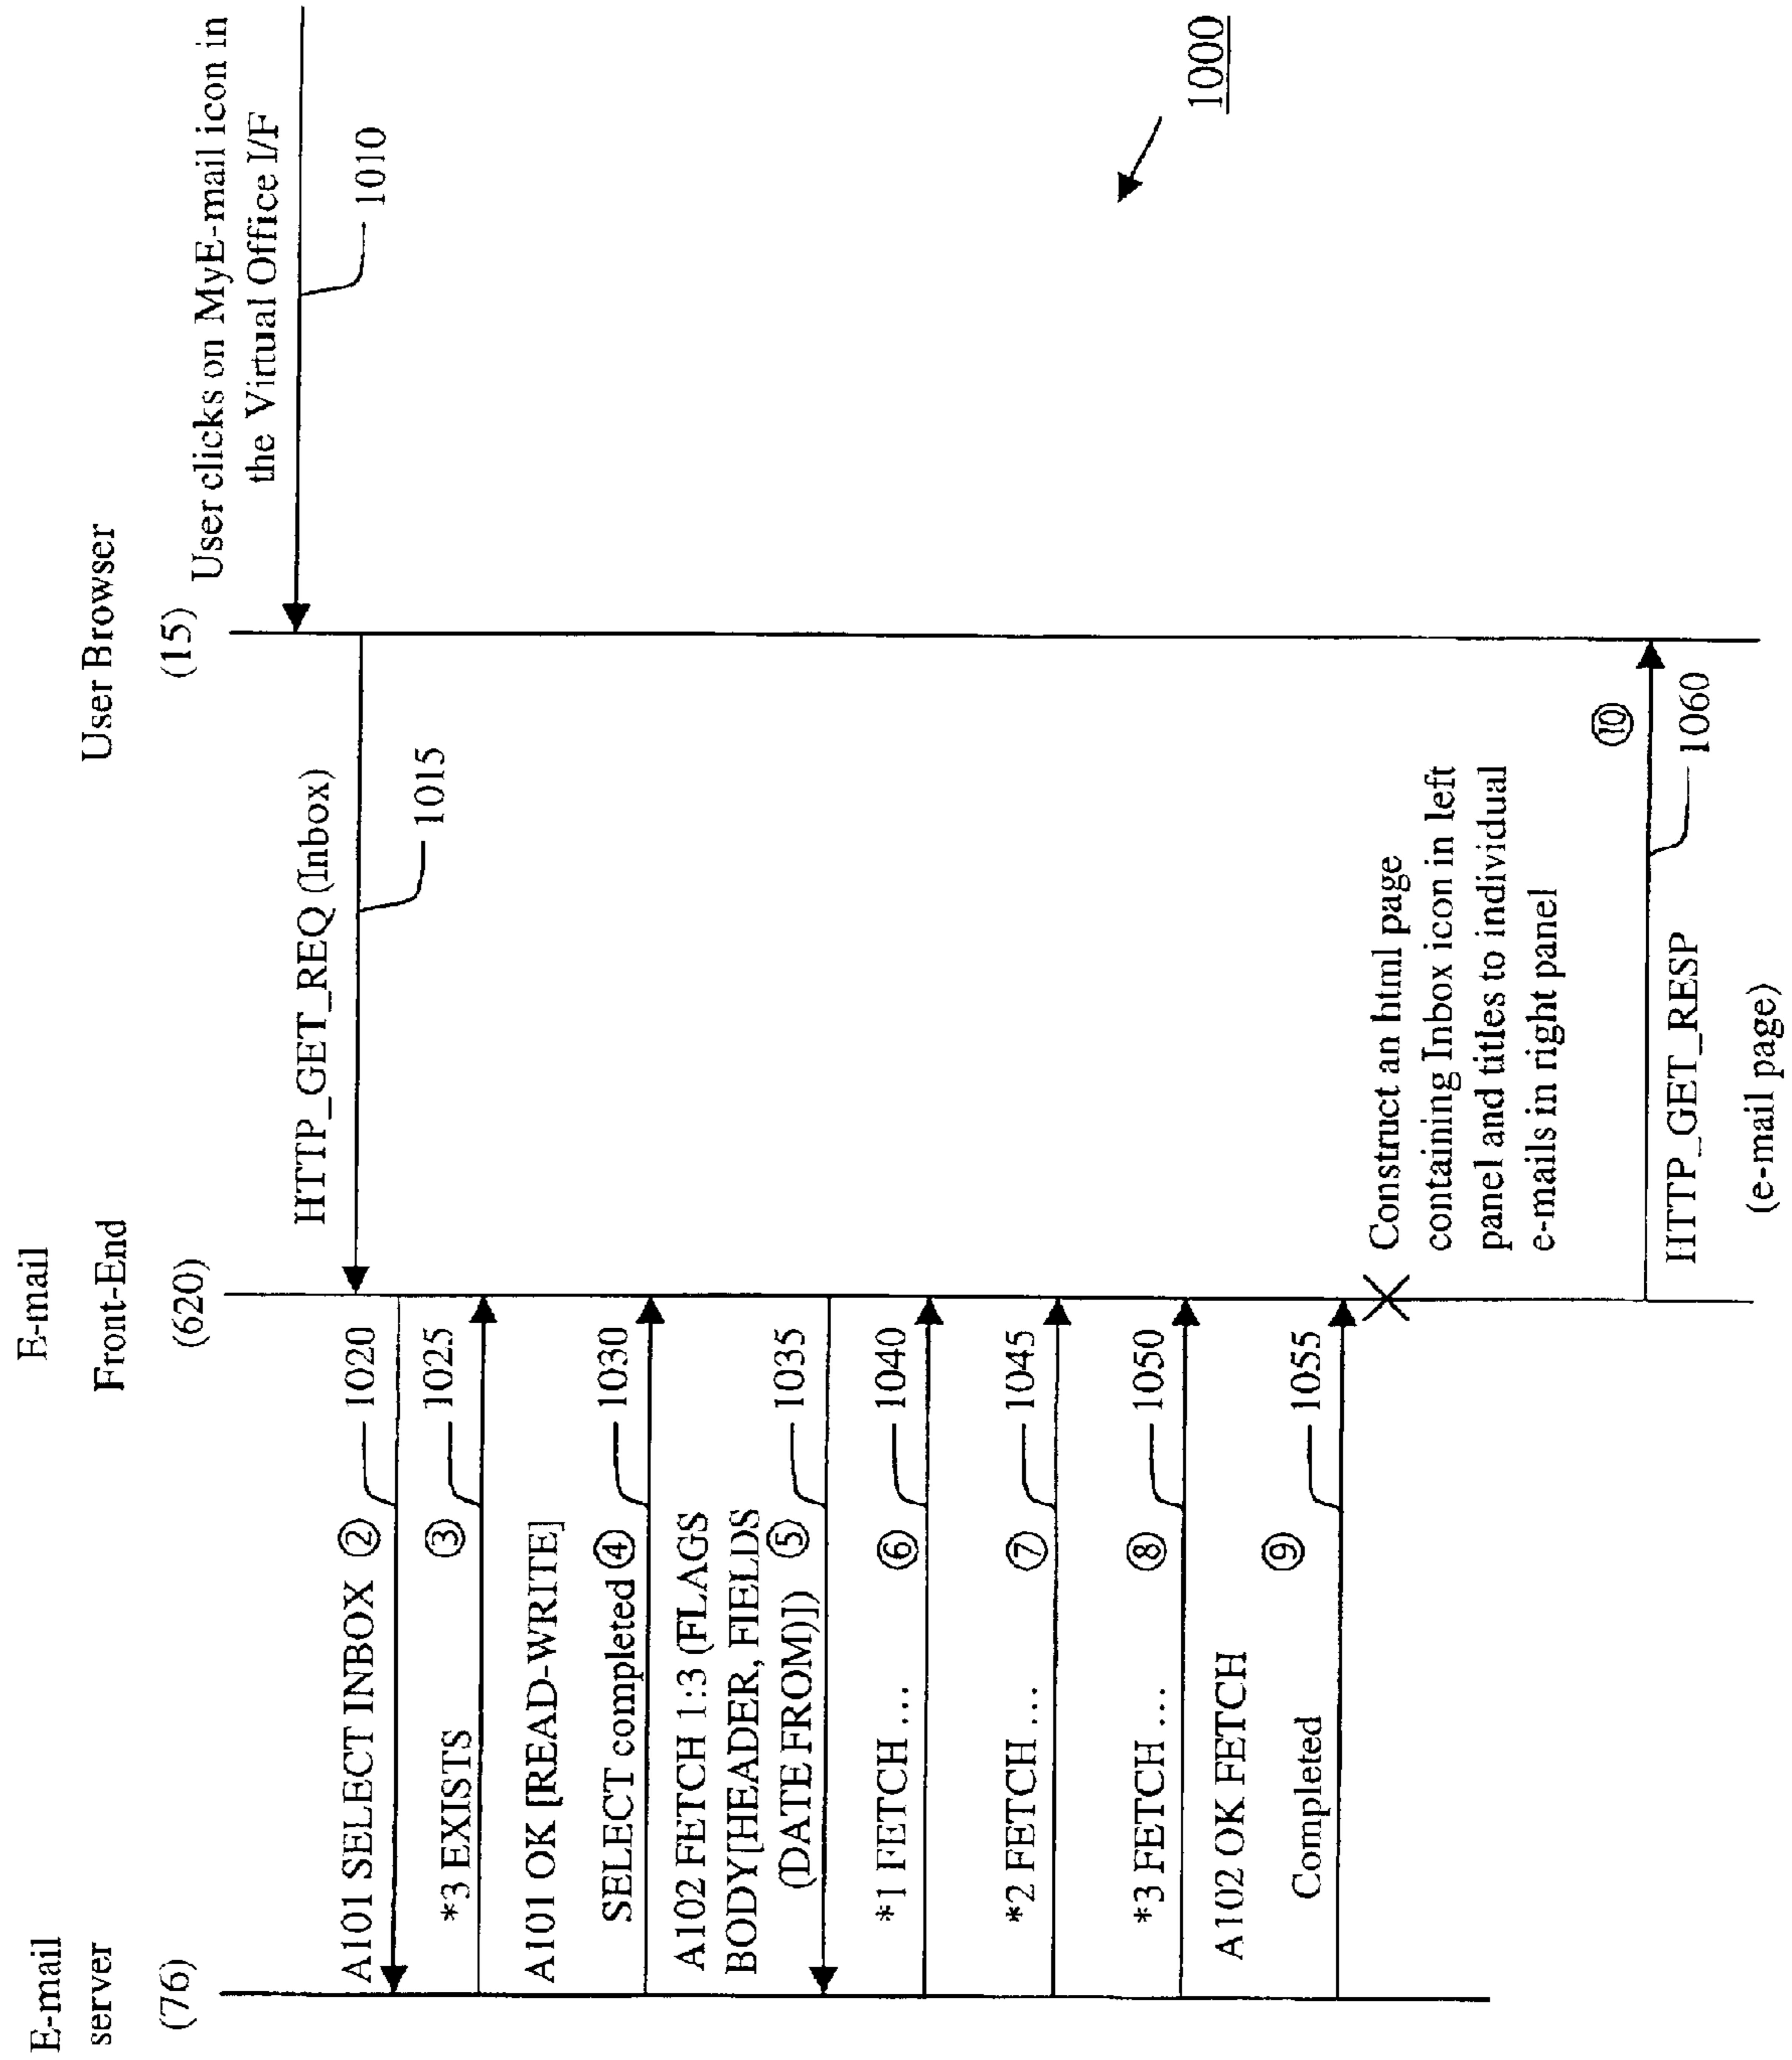 E-mail
server
(76)
E-mail
Front-End
(620)
User Browser
(15)
User clicks on MyE-mail icon in
the Virtual Office I/F
1010
HTTP_GET_REQ (Inbox)
1015
A101 SELECT INBOX ②
1020
*3 EXISTS ③
1025
A101 OK [READ-WRITE]
SELECT completed ④
1030
A102 FETCH 1:3 (FLAGS
BODY[HEADER, FIELDS
(DATE FROM)]) ⑤
1035
*1 FETCH ... ⑥
1040
*2 FETCH ... ⑦
1045
*3 FETCH ... ⑧
1050
A102 OK FETCH
Completed ⑨
1055
Construct an html page
containing Inbox icon in left
panel and titles to individual
e-mails in right panel
⑩
1060
HTTP_GET_RESP
(e-mail page)
1000